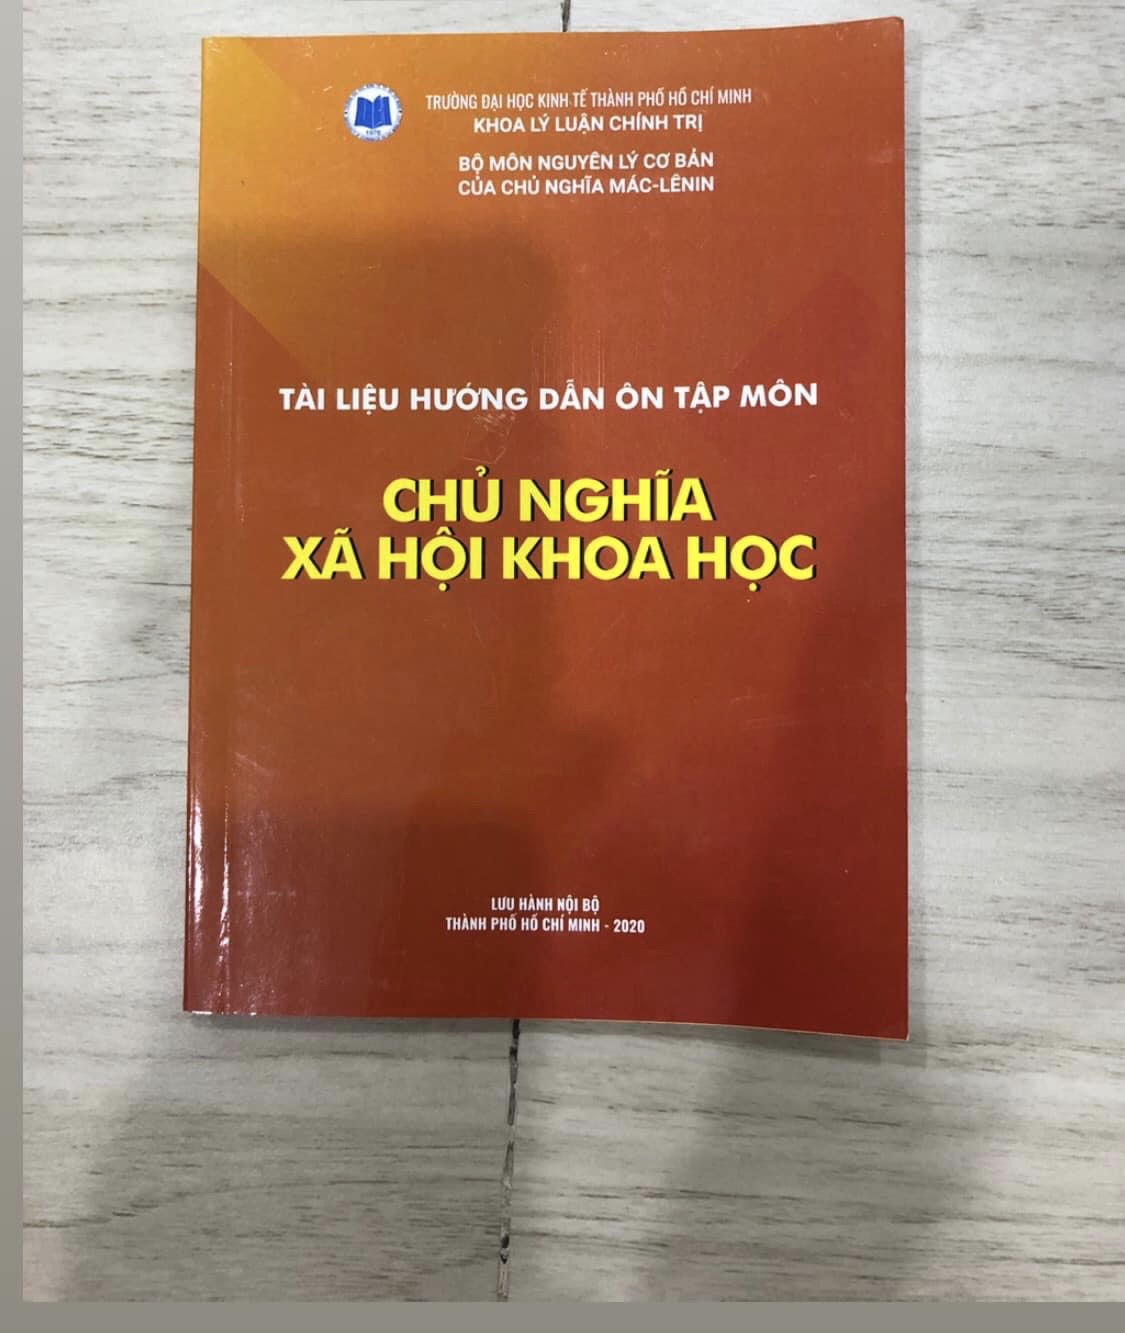 TRƯỜNG ĐẠI HỌC KINH TẾ THÀNH PHỐ HỒ CHÍ MINH
KHOA LÝ LUẬN CHÍNH TRỊ
BỘ MÔN NGUYÊN LÝ CƠ BẢN
CỦA CHỦ NGHĨA MÁC-LÊNIN
TÀI LIỆU HƯỚNG DẪN ÔN TẬP MÔN
CHỦ NGHĨA
XÃ HỘI KHOA HỌC
LƯU HÀNH NỘI BỘ
THÀNH PHỐ HỒ CHÍ MINH - 2020